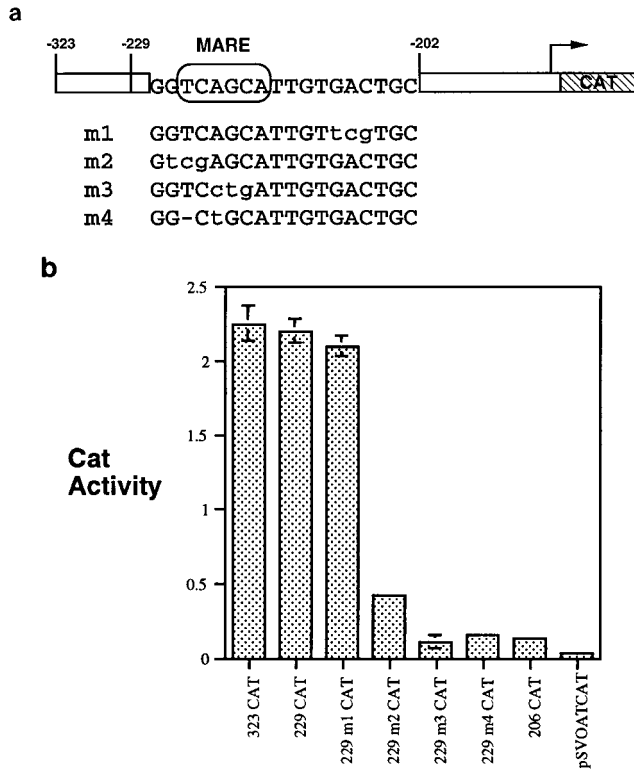 a
-323 -229 MARE -202
GGTCAGCATTGTGACTGC CAT
m1 GGTCAGCATTGTtcgTGC
m2 GtcgAGCATTGTGACTGC
m3 GGTCctgATTGTGACTGC
m4 GG-CtGCATTGTGACTGC
b
2.5
2
1.5
1
0.5
0
Cat
Activity
323 CAT
229 CAT
229 m1 CAT
229 m2 CAT
229 m3 CAT
229 m4 CAT
206 CAT
pSVOATCAT